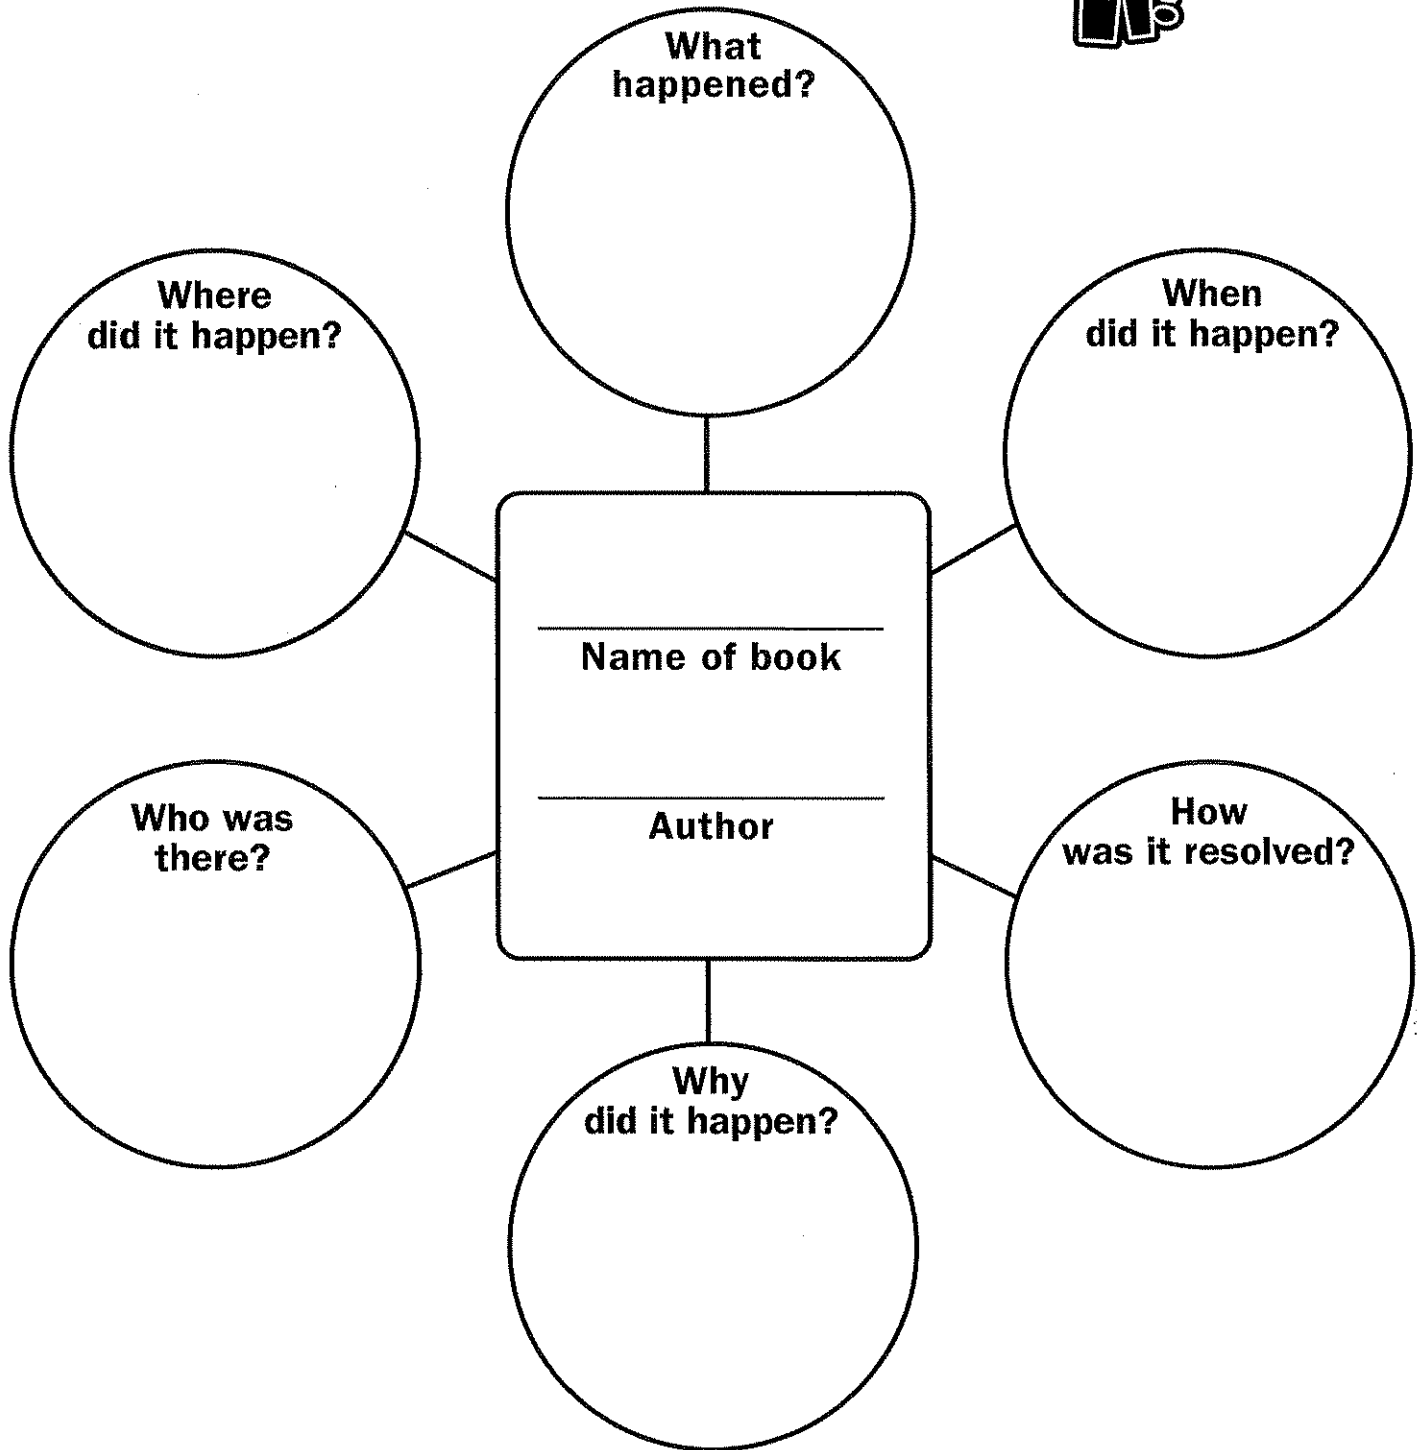 What
happened?
Where
did it happen?
When
did it happen?
Name of book
Author
Who was
there?
How
was it resolved?
Why
did it happen?